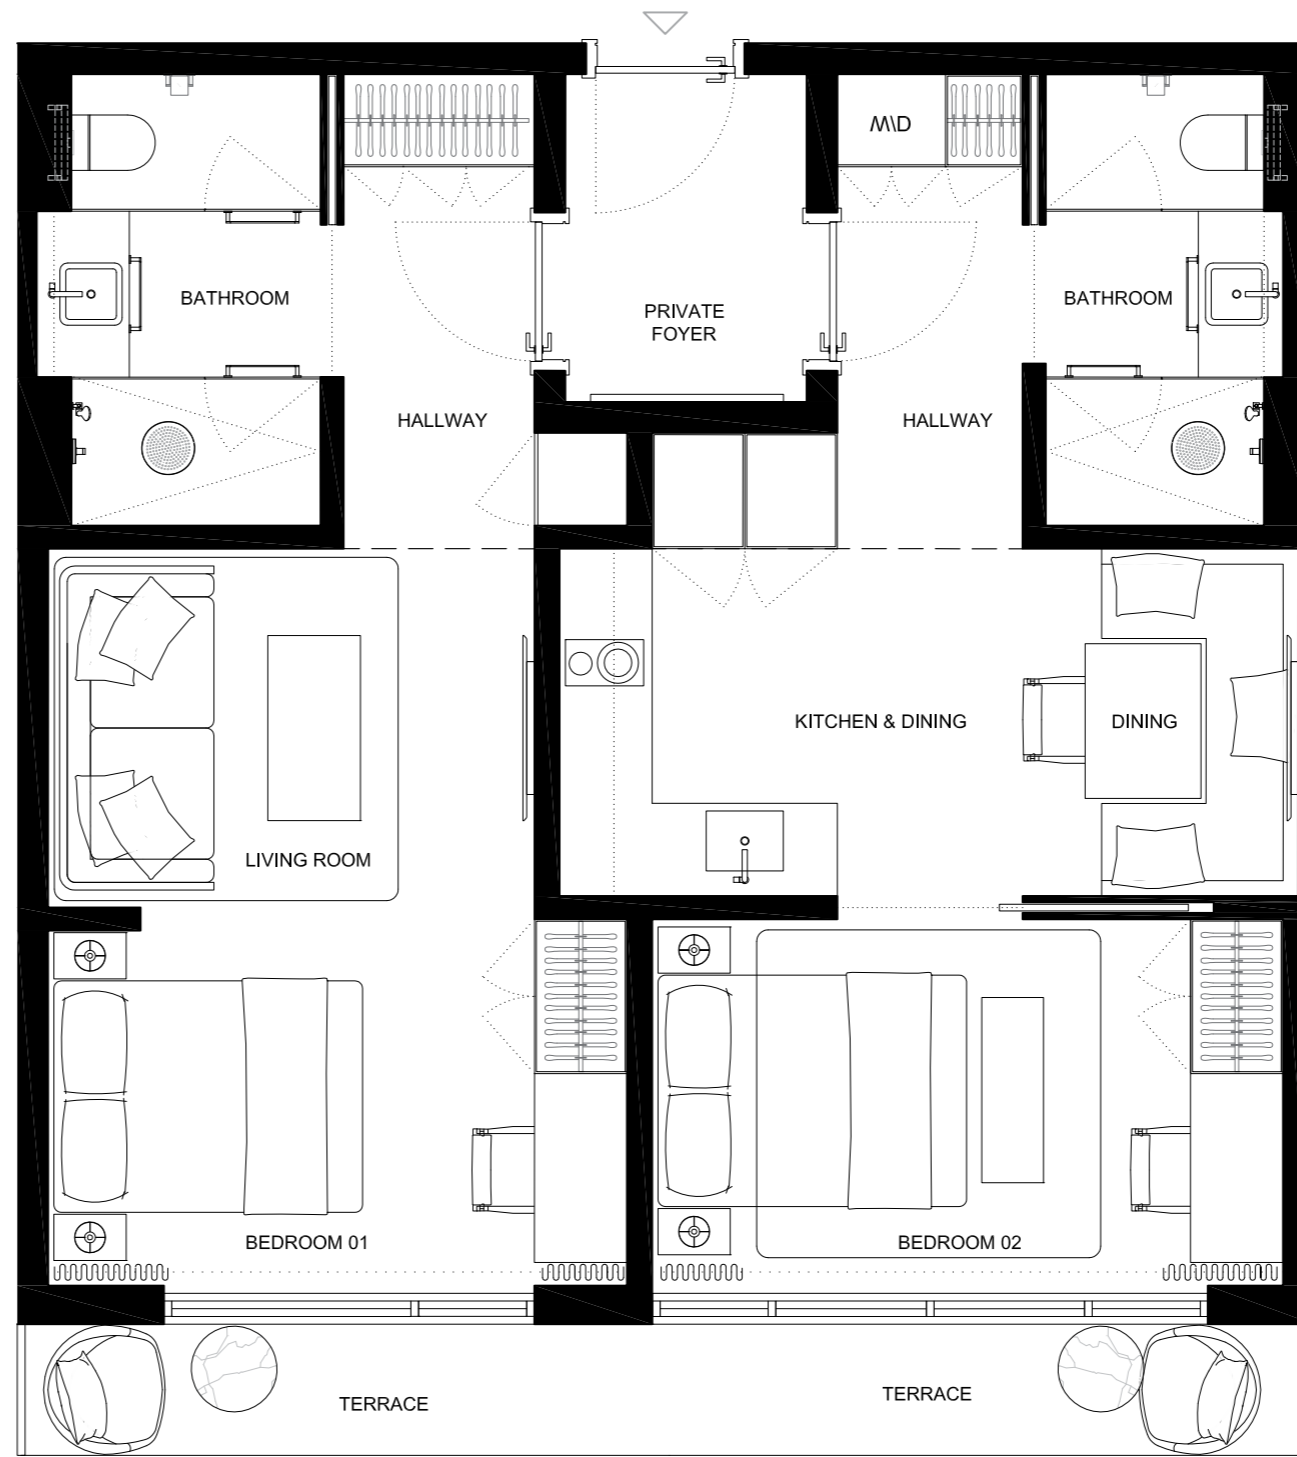 W\D
BATHROOM
PRIVATE
FOYER
BATHROOM
HALLWAY
HALLWAY
KITCHEN & DINING
DINING
LIVING ROOM
BEDROOM 01
BEDROOM 02
TERRACE
TERRACE